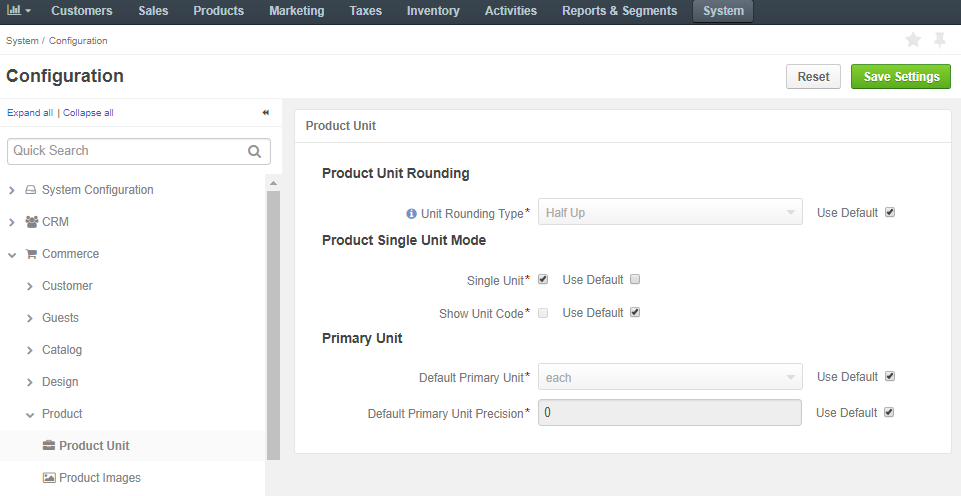 Customers Sales Products Marketing Taxes Inventory Activities Reports & Segments System
System / Configuration
Configuration
Reset Save Settings
Expand all | Collapse all
Quick Search
System Configuration
CRM
Commerce
Customer
Guests
Catalog
Design
Product
Product Unit
Product Images
Product Unit
Product Unit Rounding
Unit Rounding Type* Half Up Use Default
Product Single Unit Mode
Single Unit* Use Default
Show Unit Code* Use Default
Primary Unit
Default Primary Unit* each Use Default
Default Primary Unit Precision* 0 Use Default